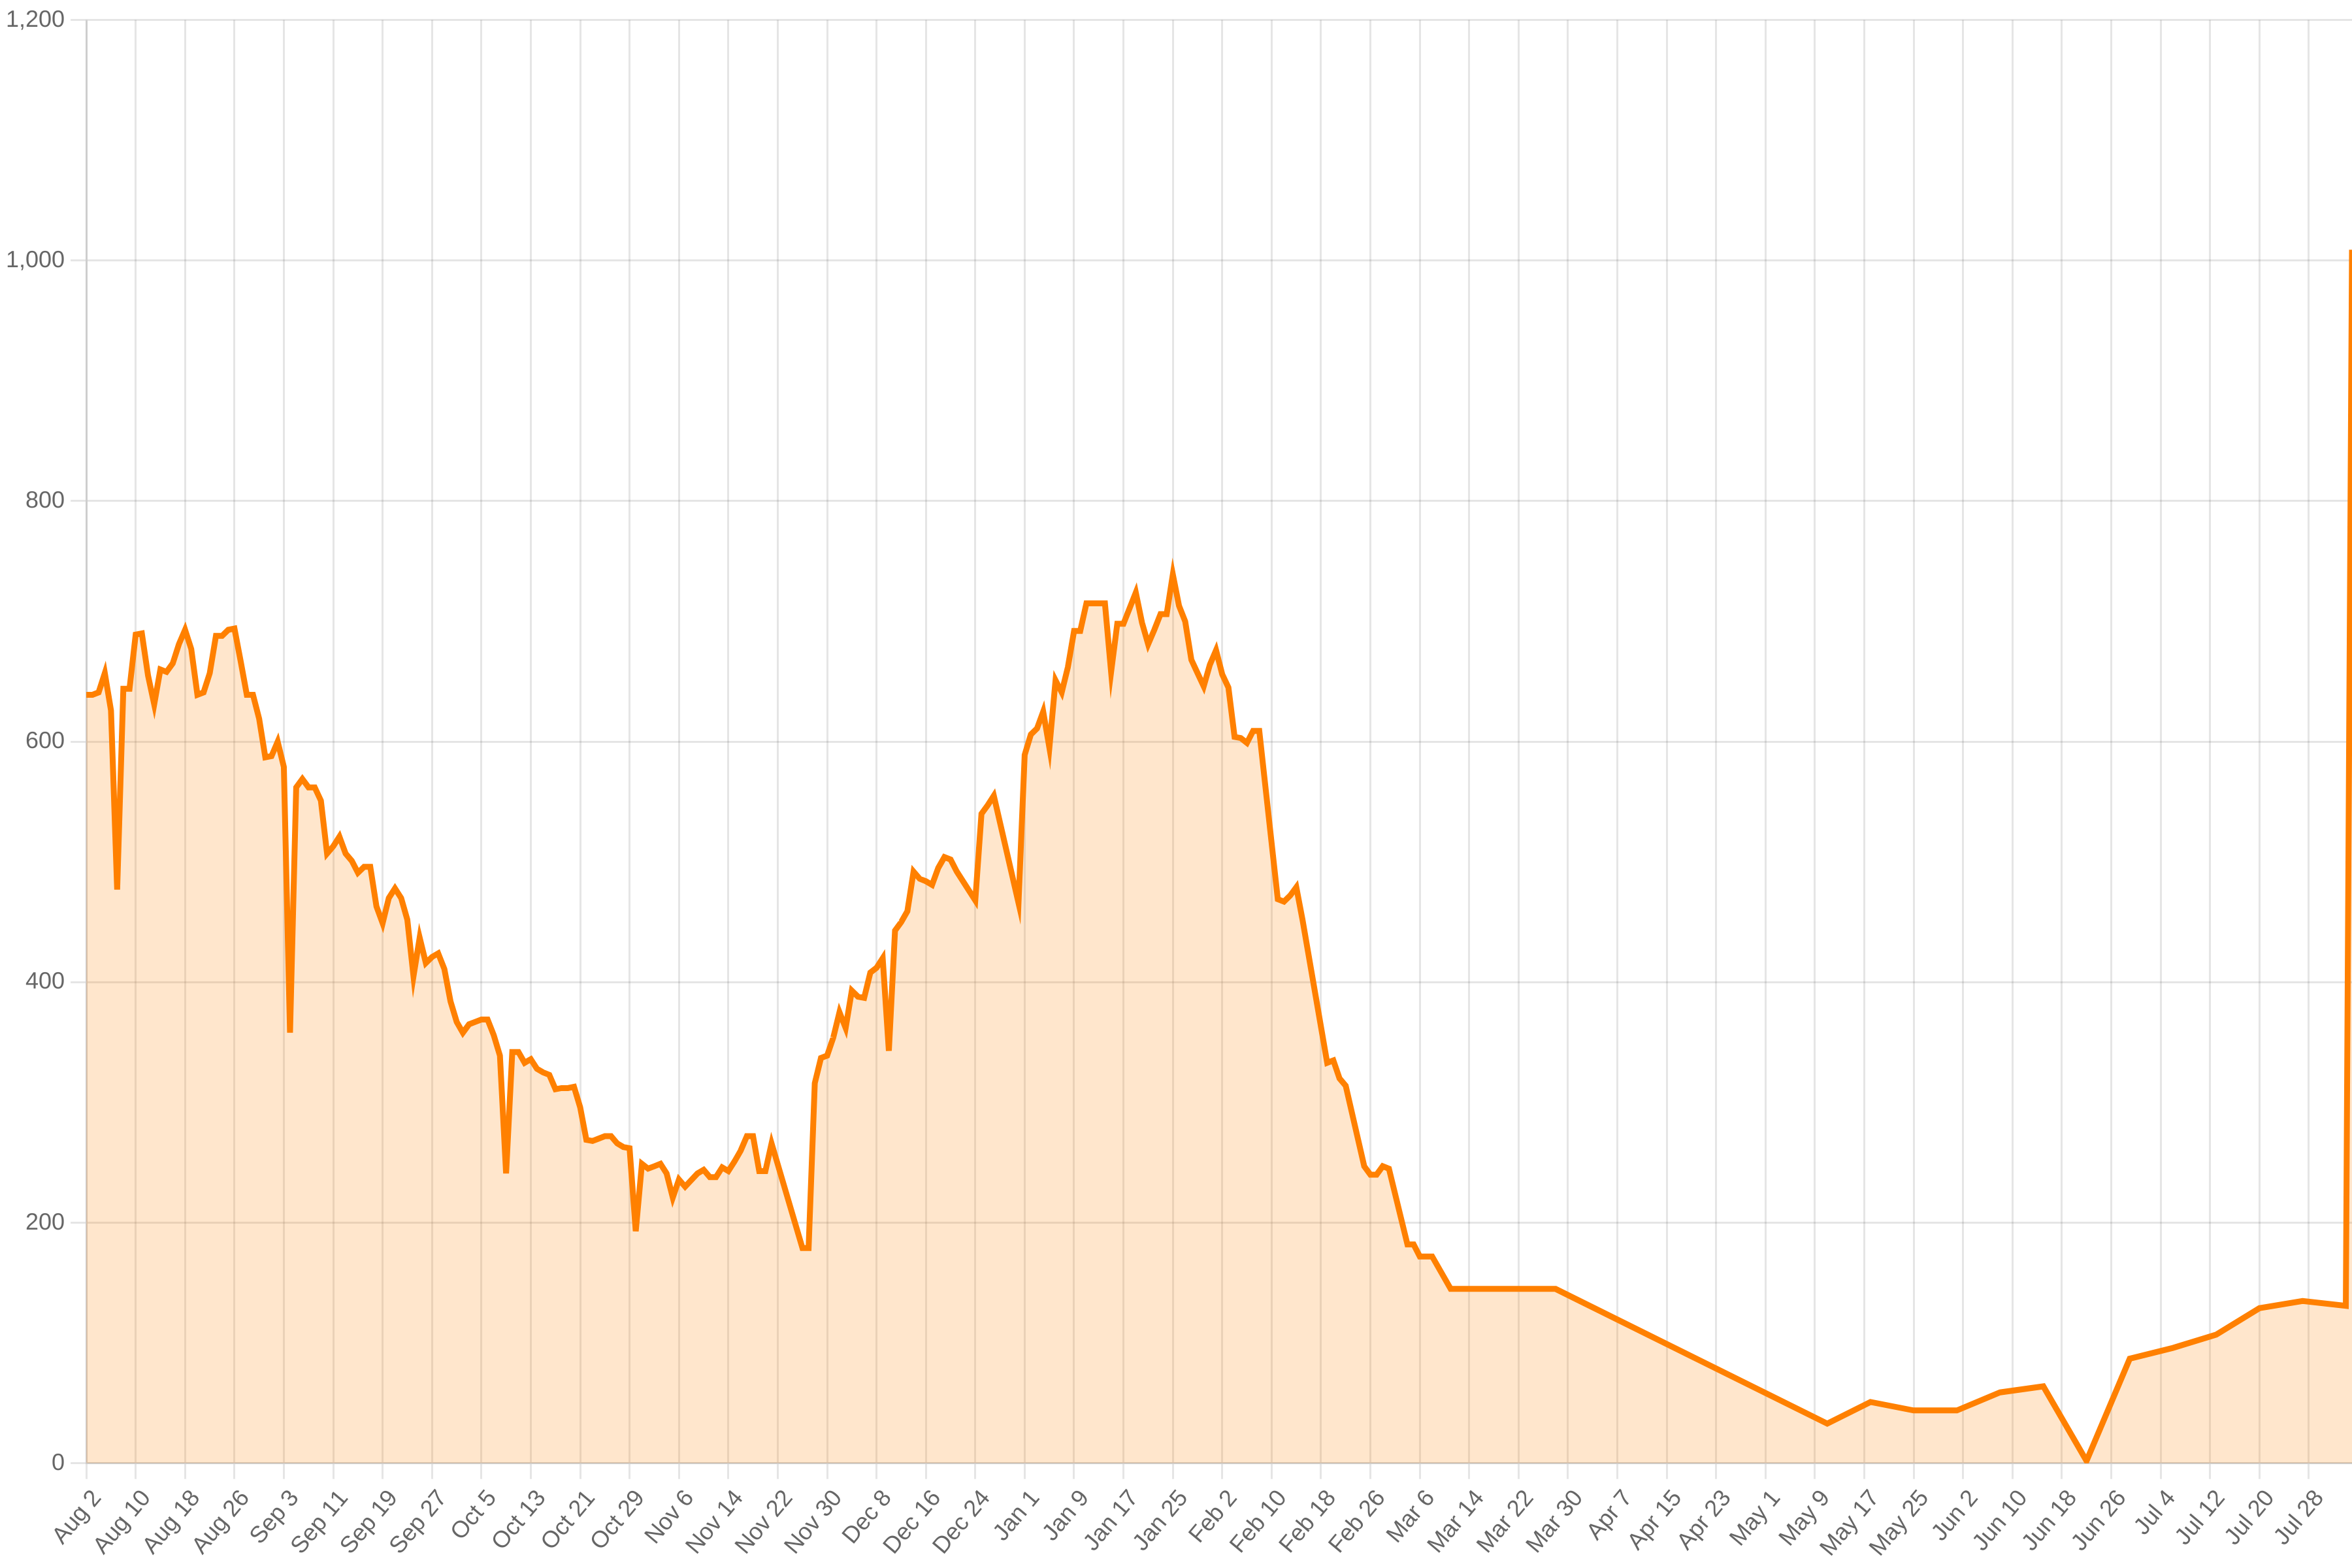 1,200
1,000
800
600
400
200
0
Aug 2
Aug 10
Aug 18
Aug 26
Sep 3
Sep 11
Sep 19
Sep 27
Oct 5
Oct 13
Oct 21
Oct 29
Nov 6
Nov 14
Nov 22
Nov 30
Dec 8
Dec 16
Dec 24
Jan 1
Jan 9
Jan 17
Jan 25
Feb 2
Feb 10
Feb 18
Feb 26
Mar 6
Mar 14
Mar 22
Mar 30
Apr 7
Apr 15
Apr 23
May 1
May 9
May 17
May 25
Jun 2
Jun 10
Jun 18
Jun 26
Jul 4
Jul 12
Jul 20
Jul 28